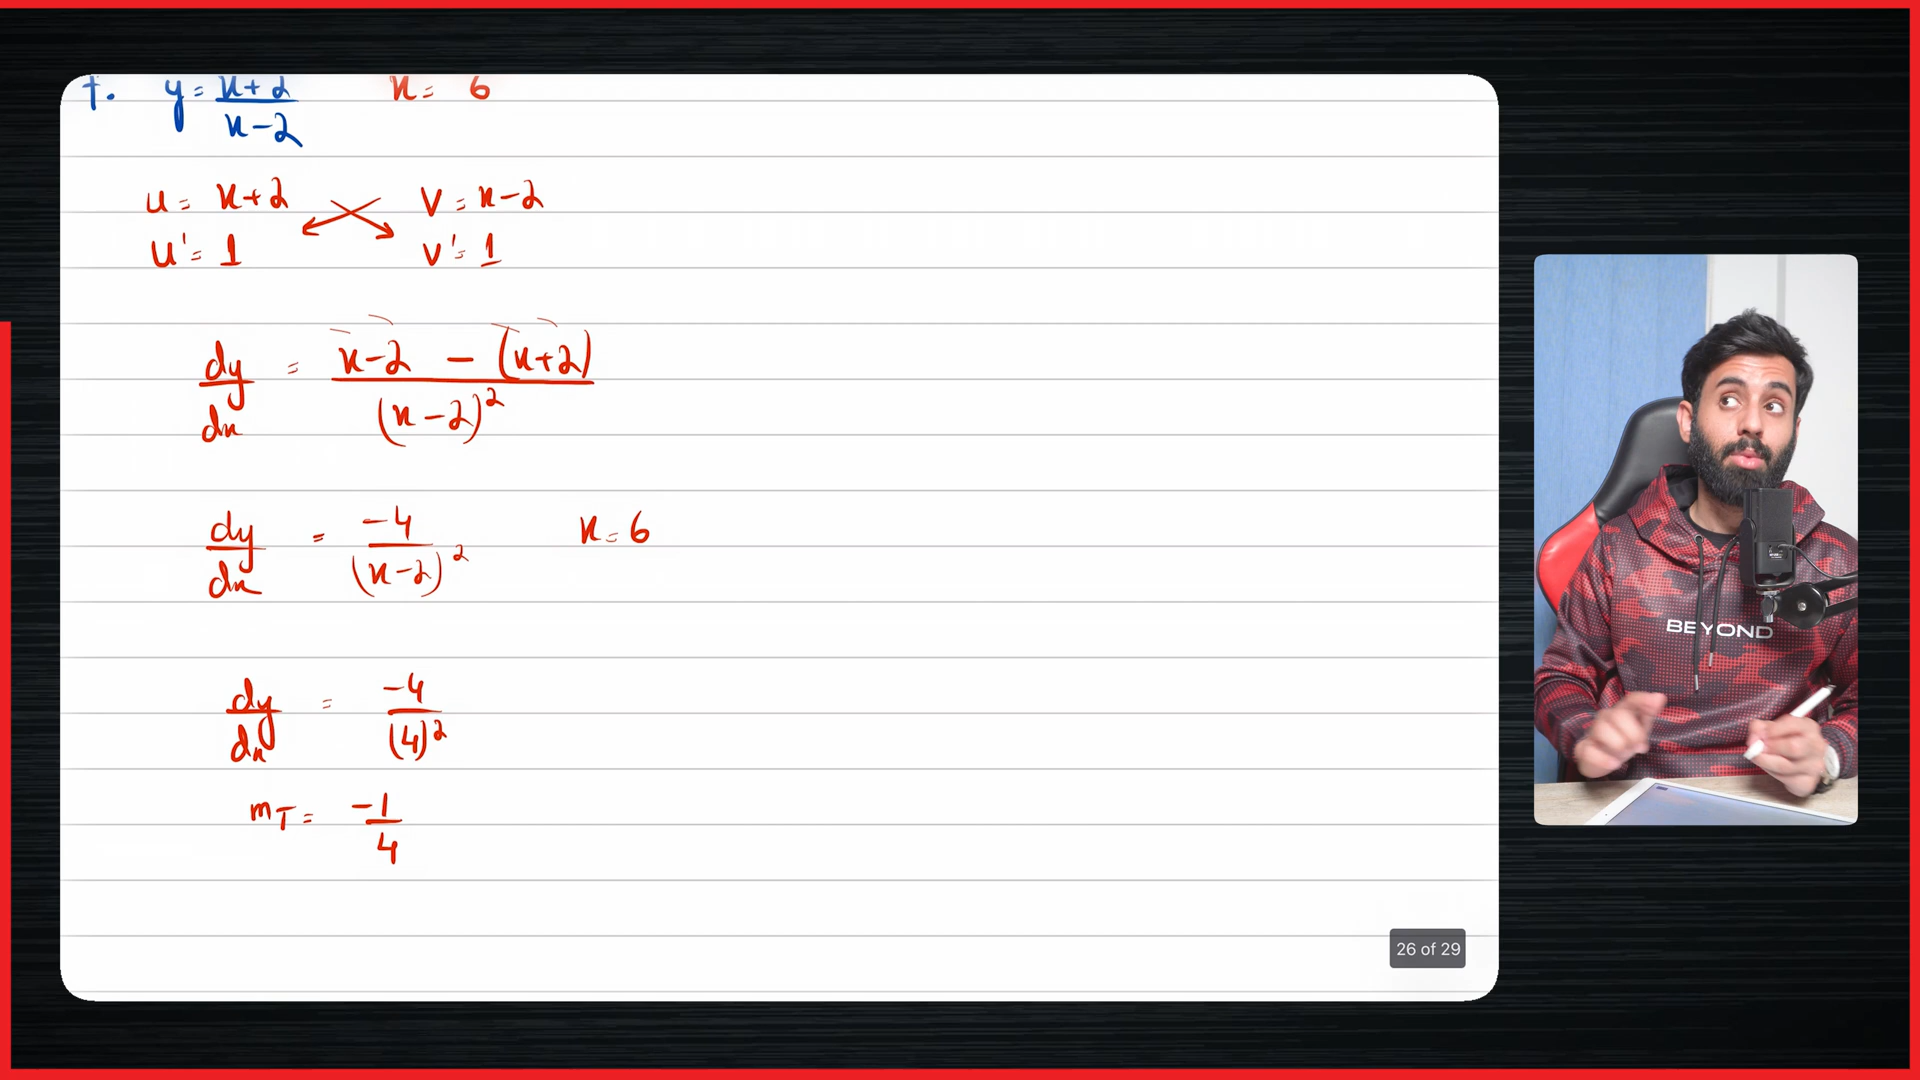 f. y = x+2 / x-2    x = 6
u = x+2    v = x-2
u' = 1    v' = 1
dy/dx = x-2 - (x+2) / (x-2)²
dy/dx = -4 / (x-2)²    x = 6
dy/dx = -4 / (4)²
m_T = -1/4
BEYOND
26 of 29